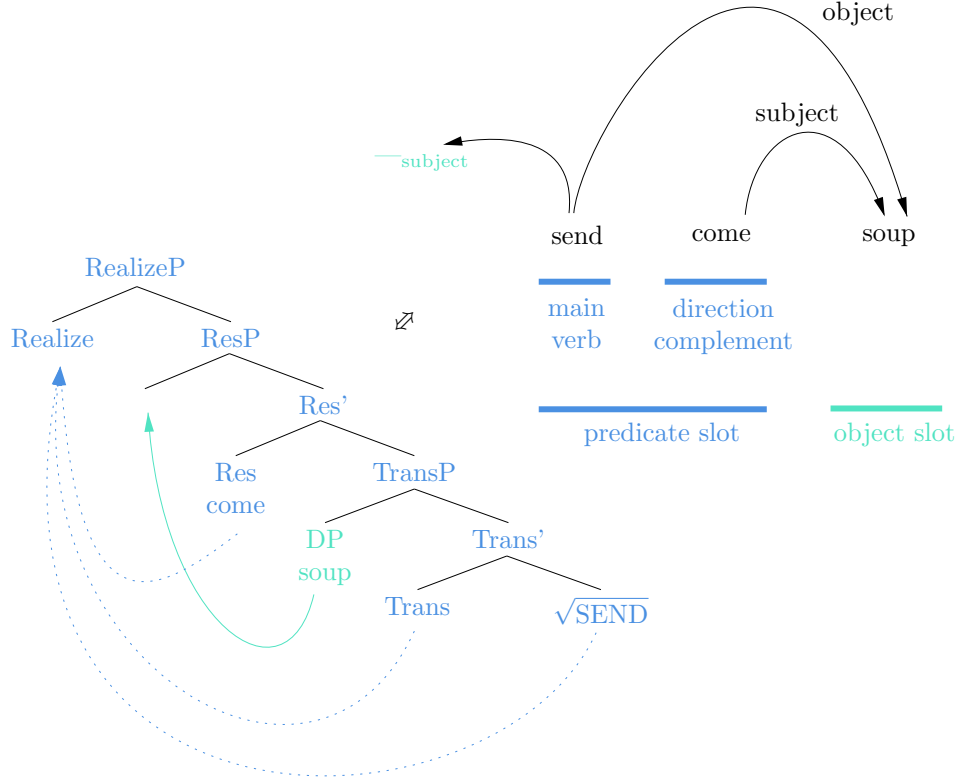 object
subject
—subject
send come soup
RealizeP
Realize ResP
main
verb
direction
complement
Res'
predicate slot
object slot
Res
come
TransP
DP
soup
Trans'
Trans √SEND